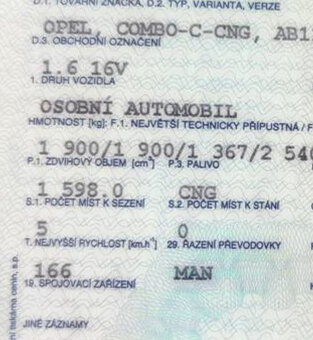 D.1. TOVÁRNÍ ZNAČKA, D.2. TYP, VARIANTA, VERZE
OPEL, COMBO-C-CNG, AB11
D.3. OBCHODNÍ OZNAČENÍ
1.6 16V
1. DRUH VOZIDLA
OSOBNÍ AUTOMOBIL
HMOTNOST [kg]: F.1. NEJVĚTŠÍ TECHNICKY PŘÍPUSTNÁ / F
1 900/1 900/1 367/2 540
P.1. ZDVIHOVÝ OBJEM [cm³] P.3. PALIVO
1 598.0 CNG
S.1. POČET MÍST K SEZENÍ S.2. POČET MÍST K STÁNÍ
5 0
T. NEJVYŠŠÍ RYCHLOST [km.h⁻¹] 29. ŘAZENÍ PŘEVODOVKY
166 MAN
19. SPOJOVACÍ ZAŘÍZENÍ
JINÉ ZÁZNAMY